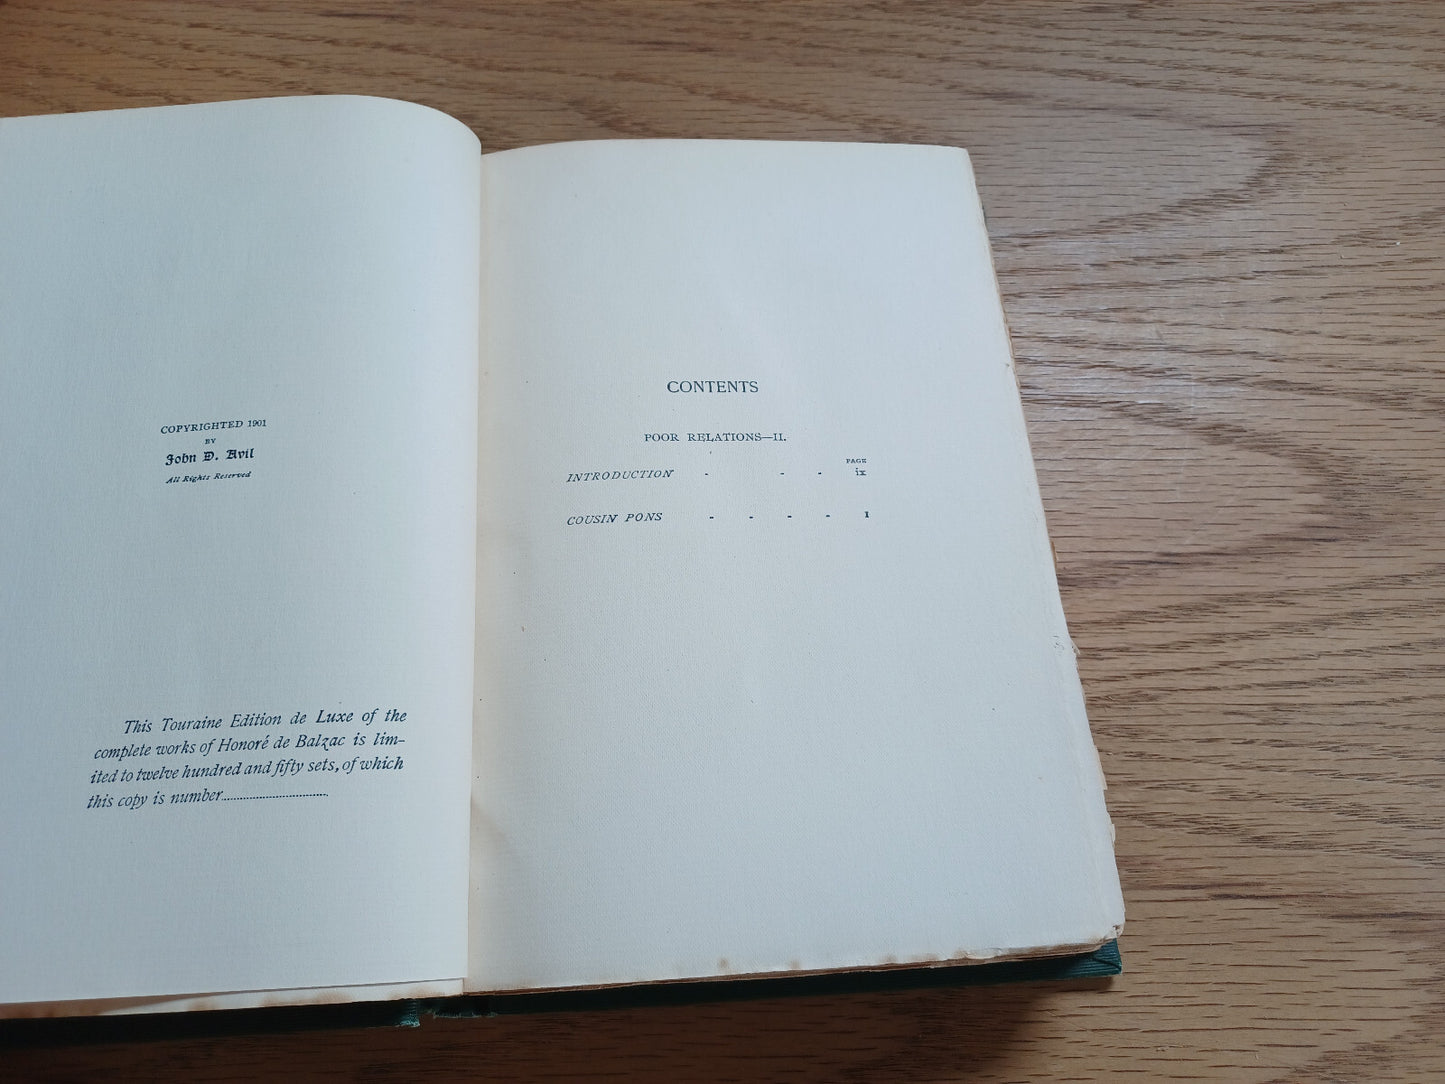 COPYRIGHTED 1901
BY
John D. Avil
All Rights Reserved
This Touraine Edition de Luxe of the
complete works of Honoré de Balzac is lim-
ited to twelve hundred and fifty sets, of which
this copy is number..............................
CONTENTS
POOR RELATIONS—II.
PAGE
INTRODUCTION - - - ix
COUSIN PONS - - - - 1